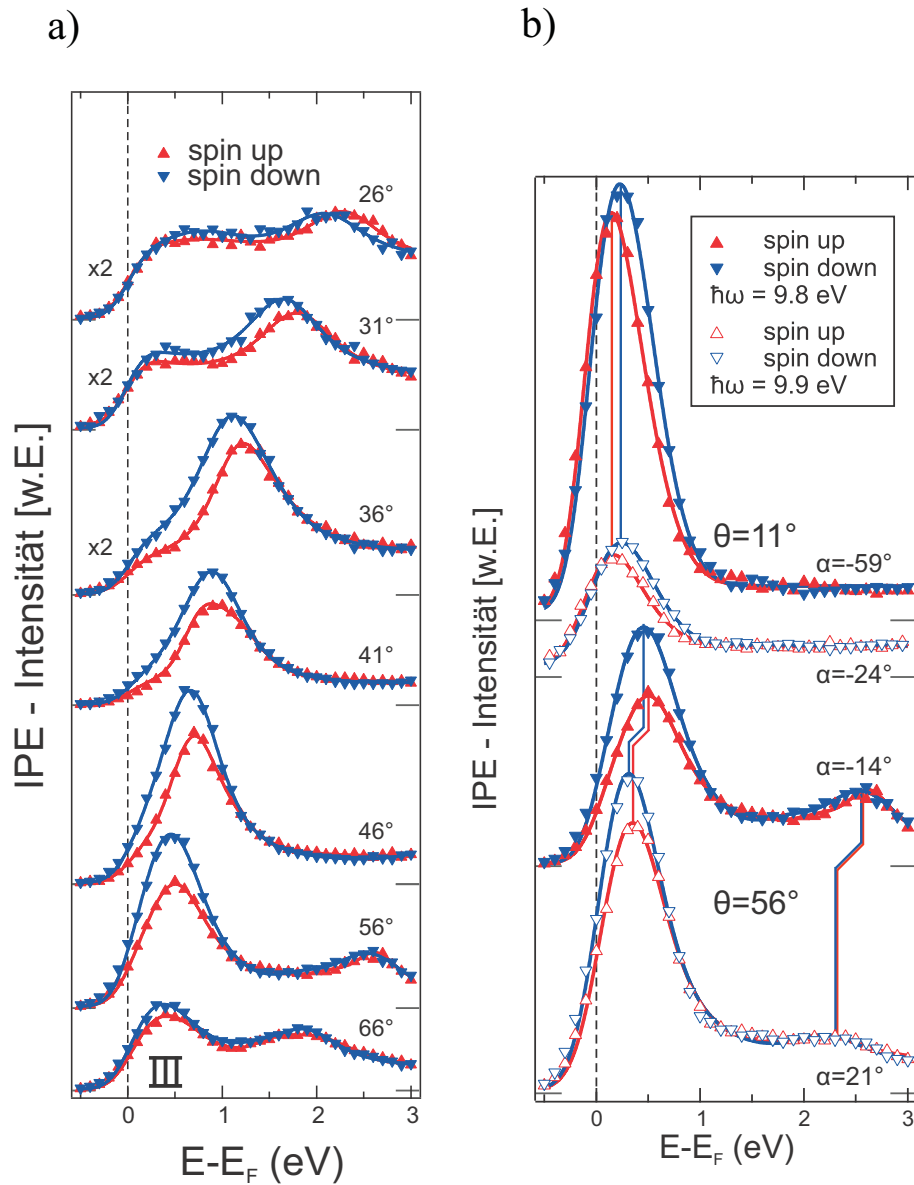 a)
IPE - Intensität [w.E.]
spin up
spin down
26°
x2
31°
x2
36°
x2
41°
46°
56°
66°
III
0 1 2 3
E-E_F (eV)
b)
IPE - Intensität [w.E.]
spin up
spin down
ħω = 9.8 eV
spin up
spin down
ħω = 9.9 eV
θ=11°
α=-59°
α=-24°
α=-14°
θ=56°
α=21°
0 1 2 3
E-E_F (eV)